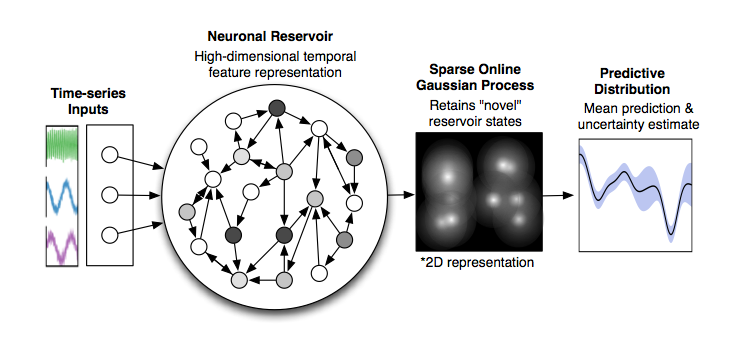 Neuronal Reservoir
High-dimensional temporal
feature representation
Time-series
Inputs
Sparse Online
Gaussian Process
Retains "novel"
reservoir states
*2D representation
Predictive
Distribution
Mean prediction &
uncertainty estimate